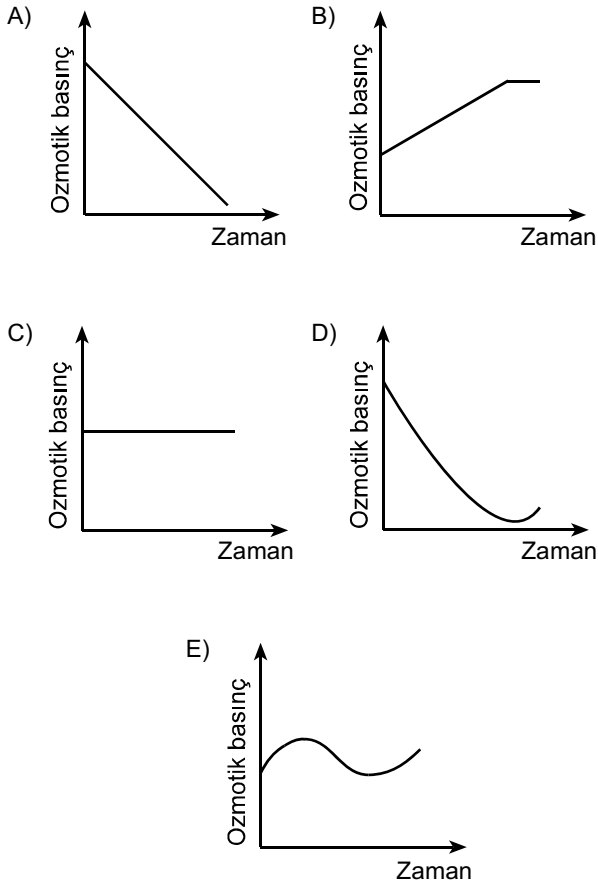 A)
Ozmotik basınç
Zaman
B)
Ozmotik basınç
Zaman
C)
Ozmotik basınç
Zaman
D)
Ozmotik basınç
Zaman
E)
Ozmotik basınç
Zaman